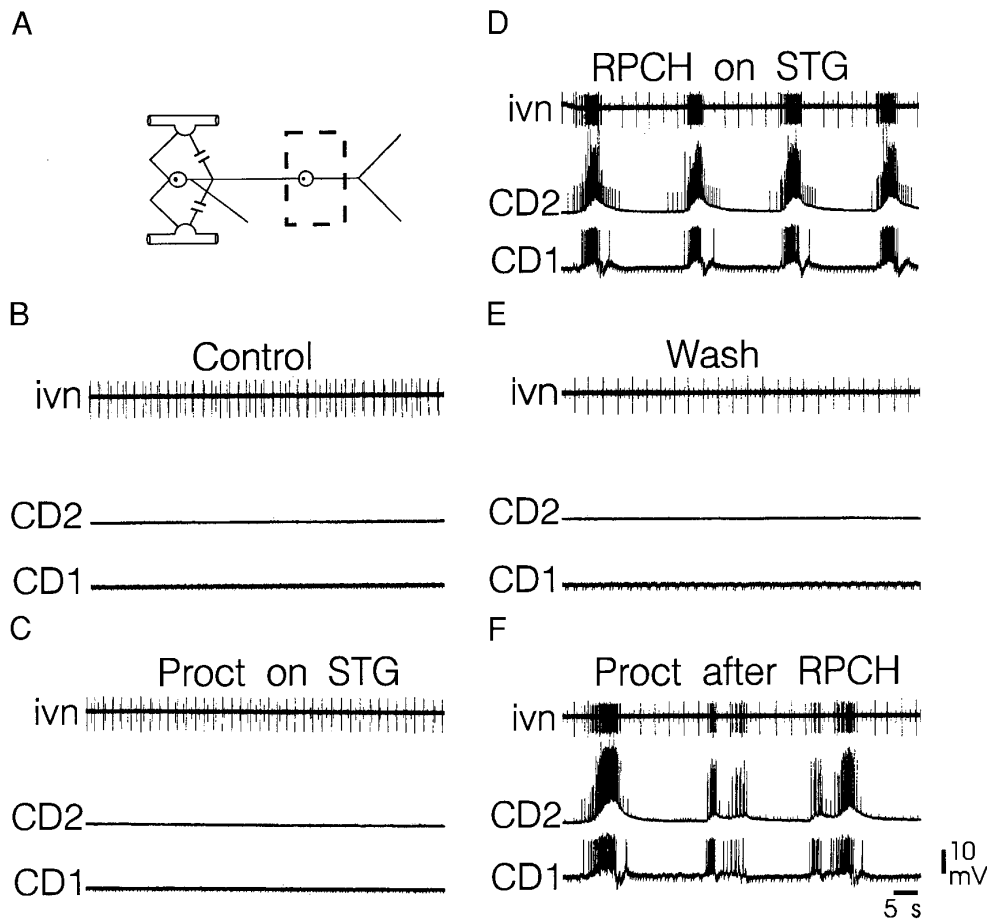 A
B
Control
ivn
CD2
CD1
C
Proct on STG
ivn
CD2
CD1
D
RPCH on STG
ivn
CD2
CD1
E
Wash
ivn
CD2
CD1
F
Proct after RPCH
ivn
CD2
CD1
10
mV
5 s